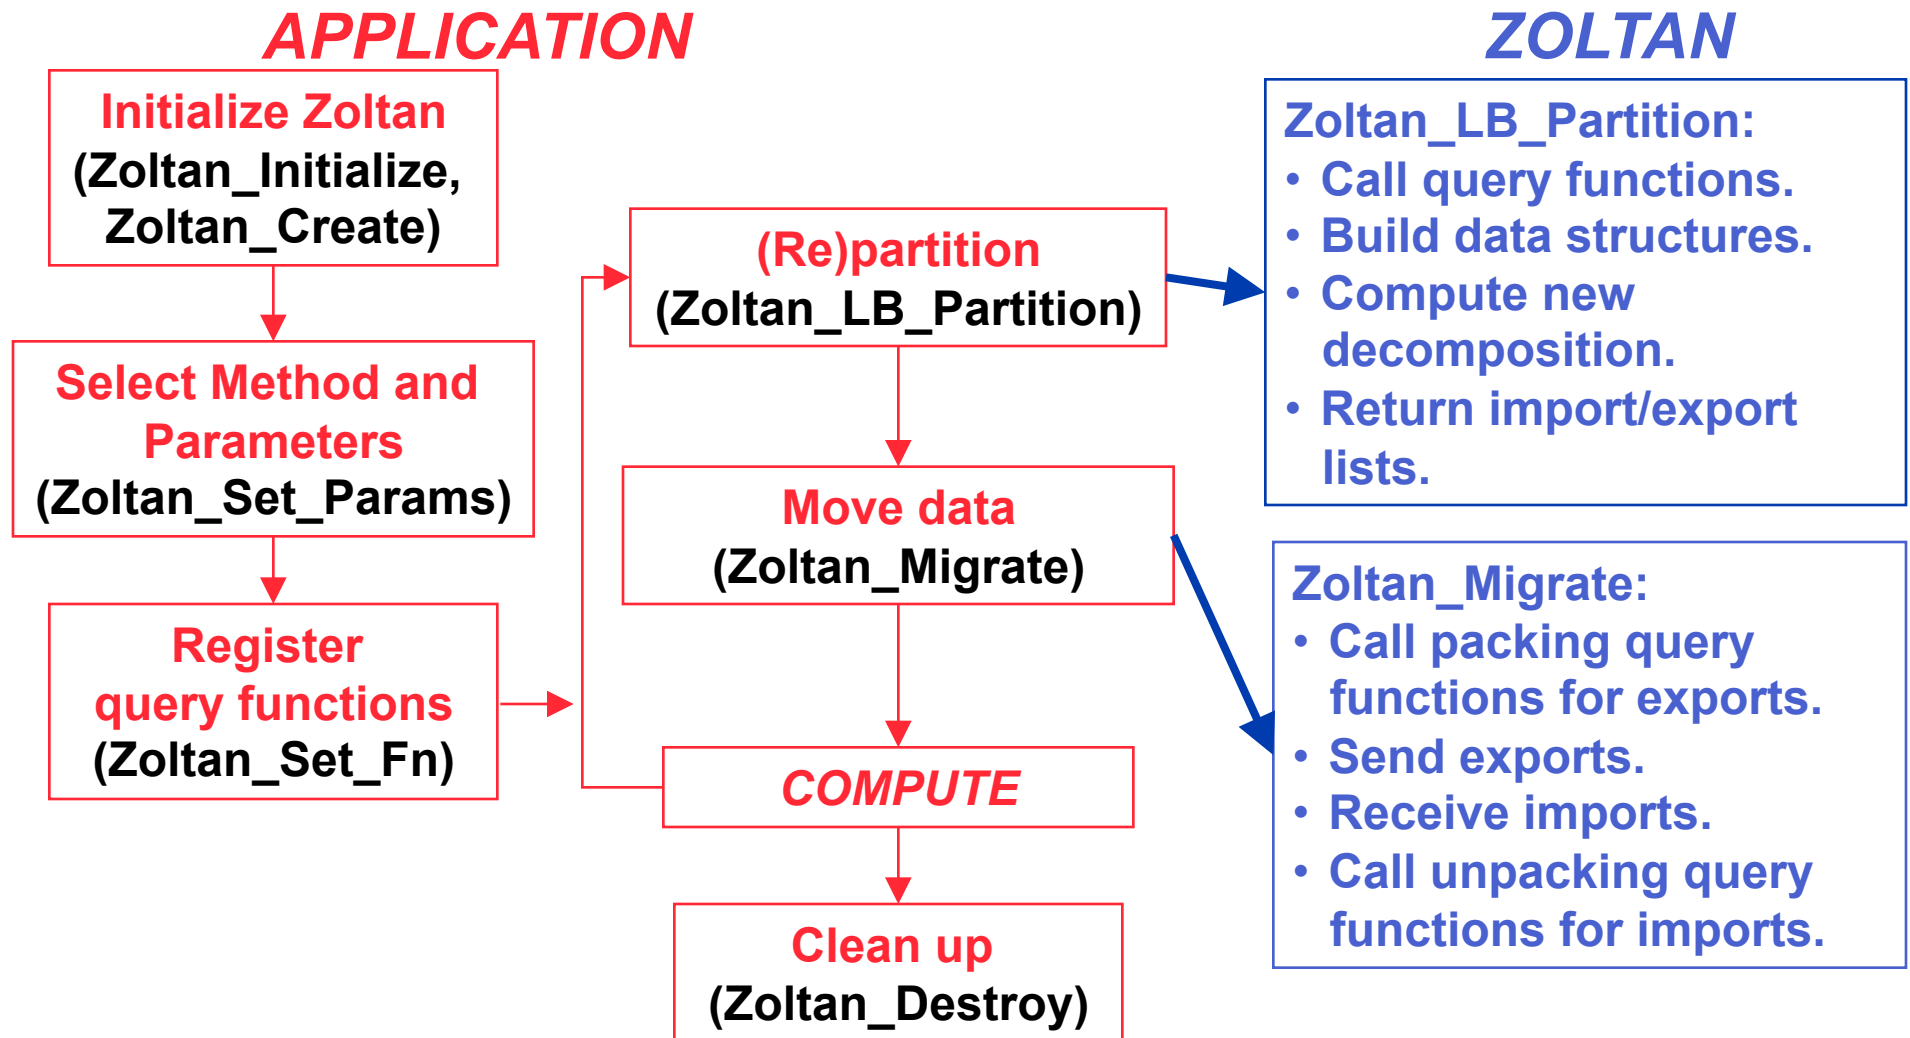 APPLICATION
Initialize Zoltan
(Zoltan_Initialize,
Zoltan_Create)
Select Method and
Parameters
(Zoltan_Set_Params)
Register
query functions
(Zoltan_Set_Fn)
(Re)partition
(Zoltan_LB_Partition)
Move data
(Zoltan_Migrate)
COMPUTE
Clean up
(Zoltan_Destroy)
ZOLTAN
Zoltan_LB_Partition:
• Call query functions.
• Build data structures.
• Compute new
decomposition.
• Return import/export
lists.
Zoltan_Migrate:
• Call packing query
functions for exports.
• Send exports.
• Receive imports.
• Call unpacking query
functions for imports.